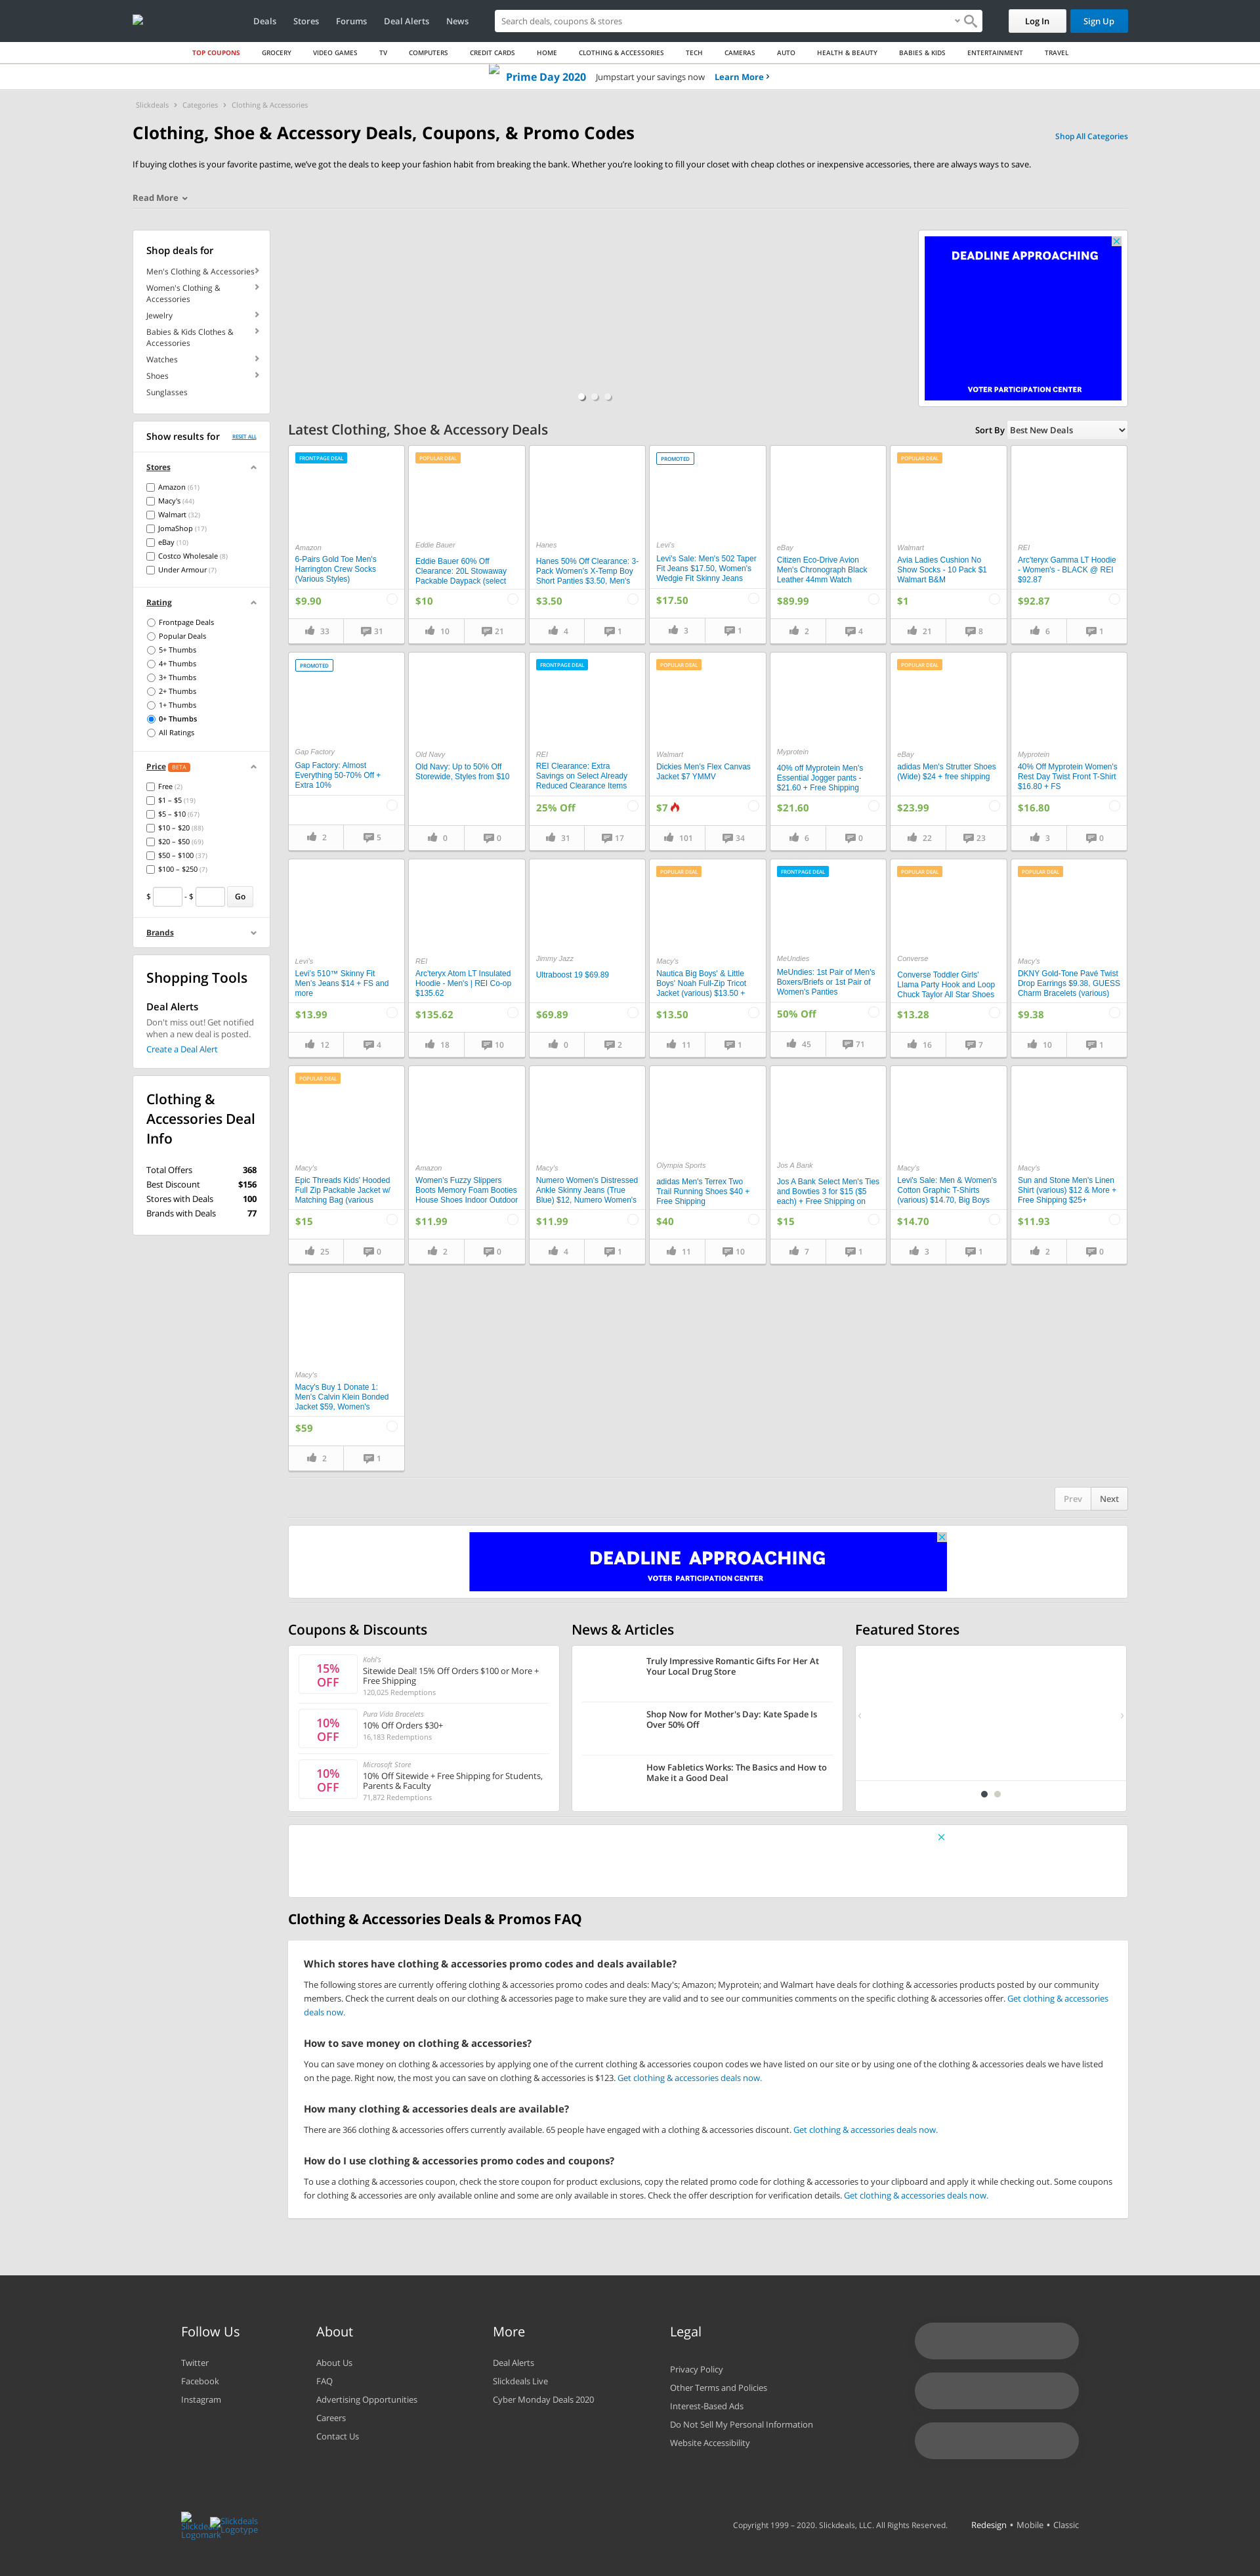 Deals Stores Forums Deal Alerts News
Search deals, coupons & stores
Log In Sign Up
TOP COUPONS GROCERY VIDEO GAMES TV COMPUTERS CREDIT CARDS HOME CLOTHING & ACCESSORIES TECH CAMERAS AUTO HEALTH & BEAUTY BABIES & KIDS ENTERTAINMENT TRAVEL
Prime Day 2020 Jumpstart your savings now Learn More
Slickdeals Categories Clothing & Accessories
Clothing, Shoe & Accessory Deals, Coupons, & Promo Codes
Shop All Categories
If buying clothes is your favorite pastime, we've got the deals to keep your fashion habit from breaking the bank. Whether you're looking to fill your closet with cheap clothes or inexpensive accessories, there are always ways to save.
Read More
Shop deals for
Men's Clothing & Accessories
Women's Clothing &
Accessories
Jewelry
Babies & Kids Clothes &
Accessories
Watches
Shoes
Sunglasses
DEADLINE APPROACHING
VOTER PARTICIPATION CENTER
Show results for RESET ALL
Stores
Amazon (61)
Macy's (44)
Walmart (32)
JomaShop (17)
eBay (10)
Costco Wholesale (8)
Under Armour (7)
Rating
Frontpage Deals
Popular Deals
5+ Thumbs
4+ Thumbs
3+ Thumbs
2+ Thumbs
1+ Thumbs
0+ Thumbs
All Ratings
Price BETA
Free (2)
$1 – $5 (19)
$5 – $10 (67)
$10 – $20 (88)
$20 – $50 (69)
$50 – $100 (37)
$100 – $250 (7)
$ - $ Go
Brands
Shopping Tools
Deal Alerts
Don't miss out! Get notified
when a new deal is posted.
Create a Deal Alert
Clothing &
Accessories Deal
Info
Total Offers 368
Best Discount $156
Stores with Deals 100
Brands with Deals 77
Latest Clothing, Shoe & Accessory Deals
Sort By Best New Deals
FRONTPAGE DEAL
Amazon
6-Pairs Gold Toe Men's
Harrington Crew Socks
(Various Styles)
$9.90
33 31
POPULAR DEAL
Eddie Bauer
Eddie Bauer 60% Off
Clearance: 20L Stowaway
Packable Daypack (select
$10
10 21
Hanes
Hanes 50% Off Clearance: 3-
Pack Women's X-Temp Boy
Short Panties $3.50, Men's
$3.50
4 1
PROMOTED
Levi's
Levi's Sale: Men's 502 Taper
Fit Jeans $17.50, Women's
Wedgie Fit Skinny Jeans
$17.50
3 1
eBay
Citizen Eco-Drive Avion
Men's Chronograph Black
Leather 44mm Watch
$89.99
2 4
POPULAR DEAL
Walmart
Avia Ladies Cushion No
Show Socks - 10 Pack $1
Walmart B&M
$1
21 8
REI
Arc'teryx Gamma LT Hoodie
- Women's - BLACK @ REI
$92.87
$92.87
6 1
PROMOTED
Gap Factory
Gap Factory: Almost
Everything 50-70% Off +
Extra 10%
2 5
Old Navy
Old Navy: Up to 50% Off
Storewide, Styles from $10
0 0
FRONTPAGE DEAL
REI
REI Clearance: Extra
Savings on Select Already
Reduced Clearance Items
25% Off
31 17
POPULAR DEAL
Walmart
Dickies Men's Flex Canvas
Jacket $7 YMMV
$7
101 34
Myprotein
40% off Myprotein Men's
Essential Jogger pants -
$21.60 + Free Shipping
$21.60
6 0
POPULAR DEAL
eBay
adidas Men's Strutter Shoes
(Wide) $24 + free shipping
$23.99
22 23
Myprotein
40% Off Myprotein Women's
Rest Day Twist Front T-Shirt
$16.80 + FS
$16.80
3 0
Levi's
Levi's 510™ Skinny Fit
Men's Jeans $14 + FS and
more
$13.99
12 4
REI
Arc'teryx Atom LT Insulated
Hoodie - Men's | REI Co-op
$135.62
$135.62
18 10
Jimmy Jazz
Ultraboost 19 $69.89
$69.89
0 2
POPULAR DEAL
Macy's
Nautica Big Boys' & Little
Boys' Noah Full-Zip Tricot
Jacket (various) $13.50 +
$13.50
11 1
FRONTPAGE DEAL
MeUndies
MeUndies: 1st Pair of Men's
Boxers/Briefs or 1st Pair of
Women's Panties
50% Off
45 71
POPULAR DEAL
Converse
Converse Toddler Girls'
Llama Party Hook and Loop
Chuck Taylor All Star Shoes
$13.28
16 7
POPULAR DEAL
Macy's
DKNY Gold-Tone Pavé Twist
Drop Earrings $9.38, GUESS
Charm Bracelets (various)
$9.38
10 1
POPULAR DEAL
Macy's
Epic Threads Kids' Hooded
Full Zip Packable Jacket w/
Matching Bag (various
$15
25 0
Amazon
Women's Fuzzy Slippers
Boots Memory Foam Booties
House Shoes Indoor Outdoor
$11.99
2 0
Macy's
Numero Women's Distressed
Ankle Skinny Jeans (True
Blue) $12, Numero Women's
$11.99
4 1
Olympia Sports
adidas Men's Terrex Two
Trail Running Shoes $40 +
Free Shipping
$40
11 10
Jos A Bank
Jos A Bank Select Men's Ties
and Bowties 3 for $15 ($5
each) + Free Shipping on
$15
7 1
Macy's
Levi's Sale: Men & Women's
Cotton Graphic T-Shirts
(various) $14.70, Big Boys
$14.70
3 1
Macy's
Sun and Stone Men's Linen
Shirt (various) $12 & More +
Free Shipping $25+
$11.93
2 0
Macy's
Macy's Buy 1 Donate 1:
Men's Calvin Klein Bonded
Jacket $59, Women's
$59
2 1
Prev Next
DEADLINE APPROACHING
VOTER PARTICIPATION CENTER
Coupons & Discounts
15%
OFF
Kohl's
Sitewide Deal! 15% Off Orders $100 or More +
Free Shipping
120,025 Redemptions
10%
OFF
Pura Vida Bracelets
10% Off Orders $30+
16,183 Redemptions
10%
OFF
Microsoft Store
10% Off Sitewide + Free Shipping for Students,
Parents & Faculty
71,872 Redemptions
News & Articles
Truly Impressive Romantic Gifts For Her At
Your Local Drug Store
Shop Now for Mother's Day: Kate Spade Is
Over 50% Off
How Fabletics Works: The Basics and How to
Make it a Good Deal
Featured Stores
Clothing & Accessories Deals & Promos FAQ
Which stores have clothing & accessories promo codes and deals available?
The following stores are currently offering clothing & accessories promo codes and deals: Macy's; Amazon; Myprotein; and Walmart have deals for clothing & accessories products posted by our community
members. Check the current deals on our clothing & accessories page to make sure they are valid and to see our communities comments on the specific clothing & accessories offer. Get clothing & accessories
deals now.
How to save money on clothing & accessories?
You can save money on clothing & accessories by applying one of the current clothing & accessories coupon codes we have listed on our site or by using one of the clothing & accessories deals we have listed
on the page. Right now, the most you can save on clothing & accessories is $123. Get clothing & accessories deals now.
How many clothing & accessories deals are available?
There are 366 clothing & accessories offers currently available. 65 people have engaged with a clothing & accessories discount. Get clothing & accessories deals now.
How do I use clothing & accessories promo codes and coupons?
To use a clothing & accessories coupon, check the store coupon for product exclusions, copy the related promo code for clothing & accessories to your clipboard and apply it while checking out. Some coupons
for clothing & accessories are only available online and some are only available in stores. Check the offer description for verification details. Get clothing & accessories deals now.
Follow Us
Twitter
Facebook
Instagram
About
About Us
FAQ
Advertising Opportunities
Careers
Contact Us
More
Deal Alerts
Slickdeals Live
Cyber Monday Deals 2020
Legal
Privacy Policy
Other Terms and Policies
Interest-Based Ads
Do Not Sell My Personal Information
Website Accessibility
Slickdeals
Logomark
Slickdeals
Logotype
Copyright 1999 – 2020. Slickdeals, LLC. All Rights Reserved. Redesign • Mobile • Classic